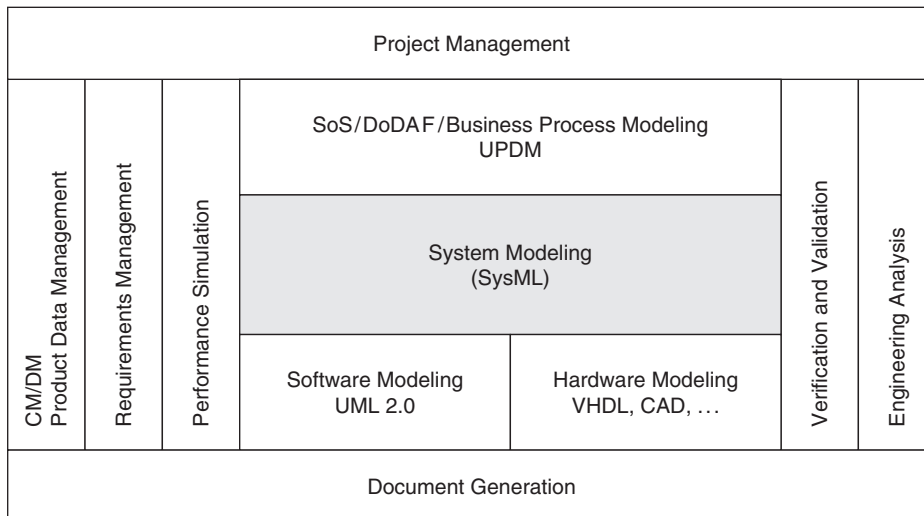 Project Management
CM/DM
Product Data Management
Requirements Management
Performance Simulation
SoS/DoDAF/Business Process Modeling
UPDM
System Modeling
(SysML)
Software Modeling
UML 2.0
Hardware Modeling
VHDL, CAD, …
Verification and Validation
Engineering Analysis
Document Generation